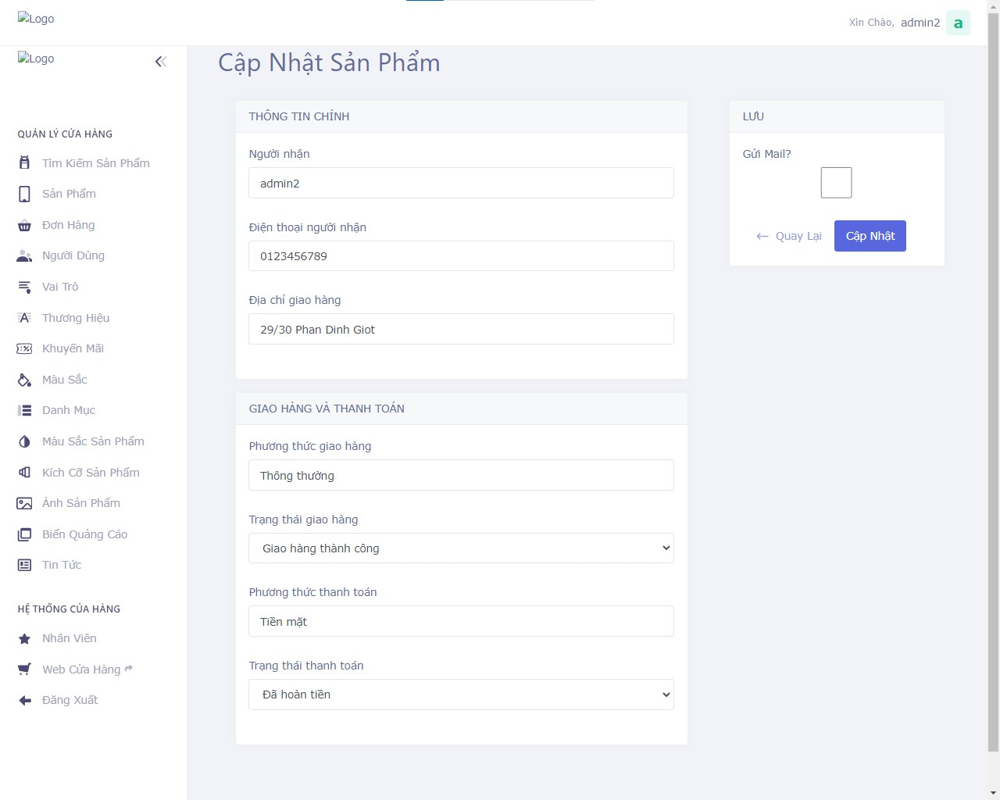 Logo
Xin Chào, admin2 a
Logo
Cập Nhật Sản Phẩm
QUẢN LÝ CỬA HÀNG
Tìm Kiếm Sản Phẩm
Sản Phẩm
Đơn Hàng
Người Dùng
Vai Trò
Thương Hiệu
Khuyến Mãi
Màu Sắc
Danh Mục
Màu Sắc Sản Phẩm
Kích Cỡ Sản Phẩm
Ảnh Sản Phẩm
Biển Quảng Cáo
Tin Tức
HỆ THỐNG CỦA HÀNG
Nhân Viên
Web Cửa Hàng
Đăng Xuất
THÔNG TIN CHÍNH
Người nhận
admin2
Điện thoại người nhận
0123456789
Địa chỉ giao hàng
29/30 Phan Dinh Giot
GIAO HÀNG VÀ THANH TOÁN
Phương thức giao hàng
Thông thường
Trạng thái giao hàng
Giao hàng thành công
Phương thức thanh toán
Tiền mặt
Trạng thái thanh toán
Đã hoàn tiền
LƯU
Gửi Mail?
Quay Lại
Cập Nhật